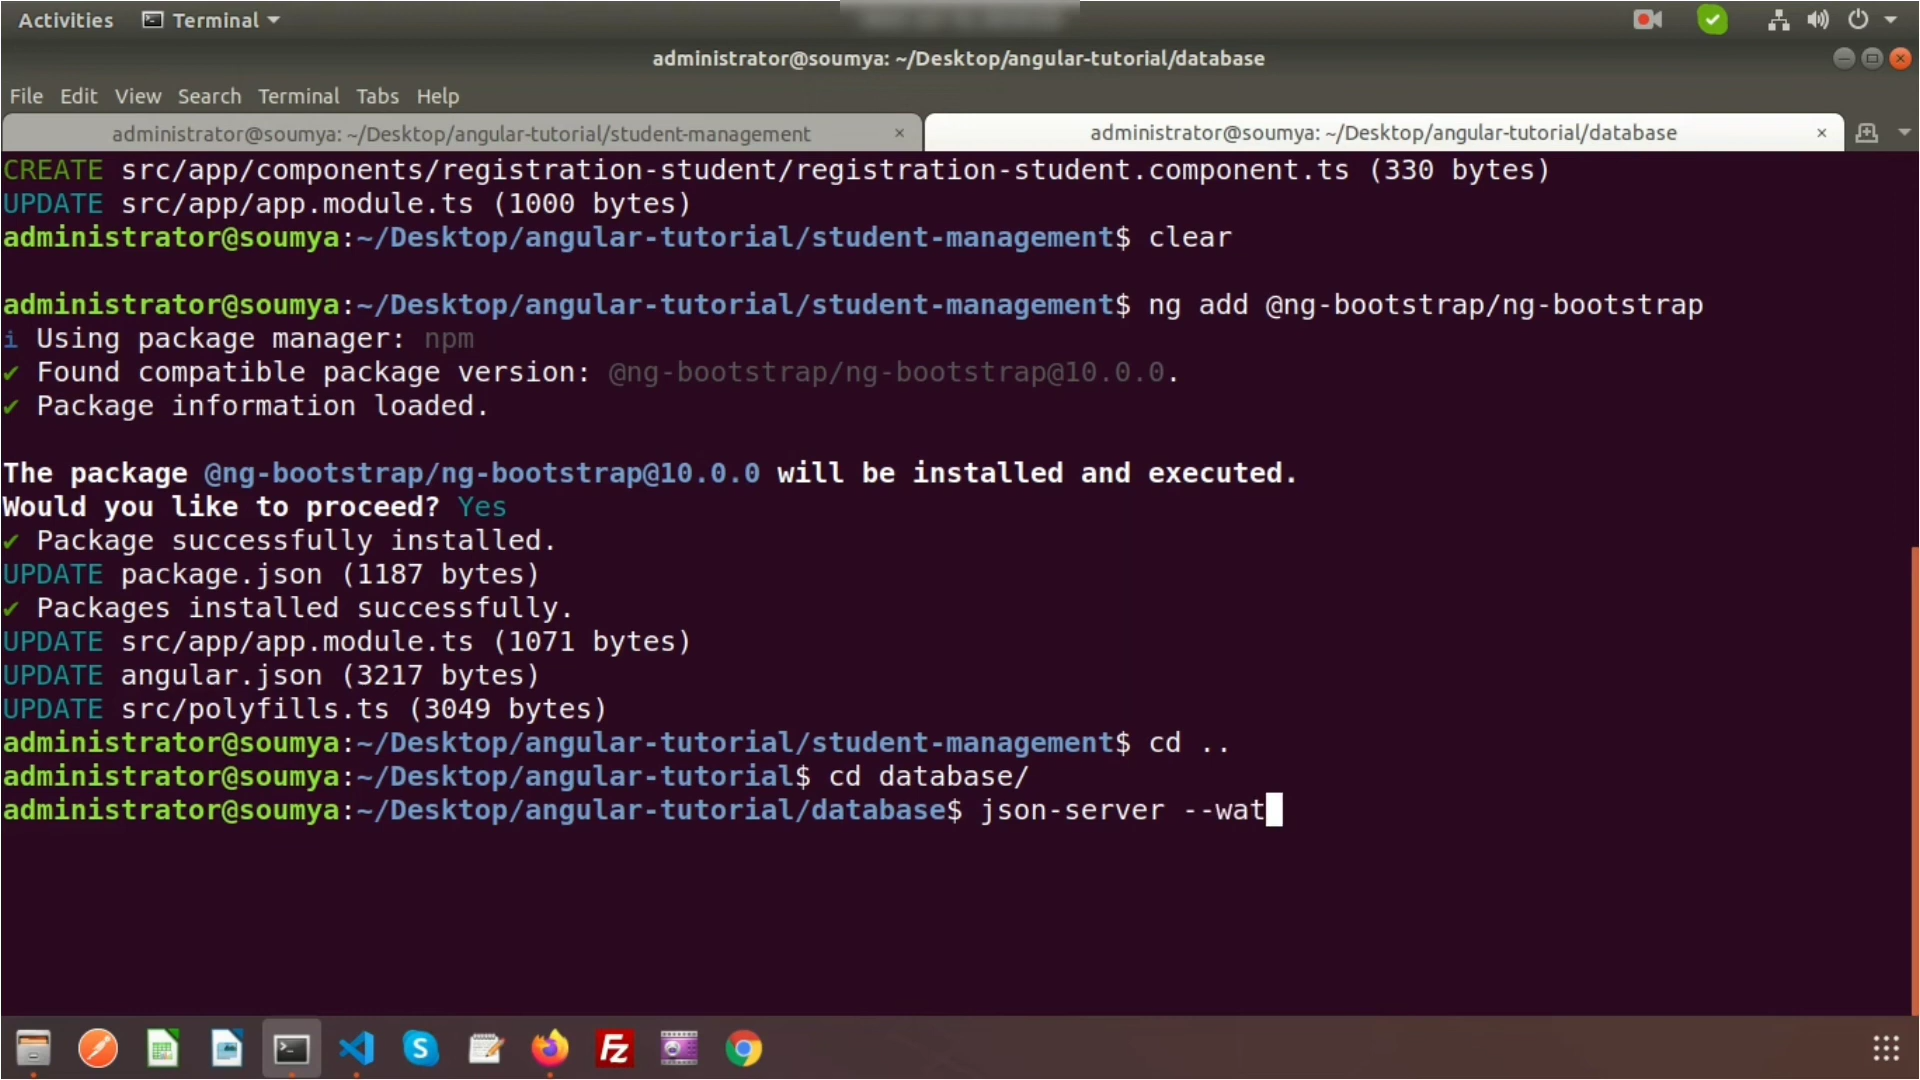 Activities Terminal
administrator@soumya: ~/Desktop/angular-tutorial/database
File Edit View Search Terminal Tabs Help
administrator@soumya: ~/Desktop/angular-tutorial/student-management × administrator@soumya: ~/Desktop/angular-tutorial/database ×
CREATE src/app/components/registration-student/registration-student.component.ts (330 bytes)
UPDATE src/app/app.module.ts (1000 bytes)
administrator@soumya:~/Desktop/angular-tutorial/student-management$ clear
administrator@soumya:~/Desktop/angular-tutorial/student-management$ ng add @ng-bootstrap/ng-bootstrap
i Using package manager: npm
✔ Found compatible package version: @ng-bootstrap/ng-bootstrap@10.0.0.
✔ Package information loaded.
The package @ng-bootstrap/ng-bootstrap@10.0.0 will be installed and executed.
Would you like to proceed? Yes
✔ Package successfully installed.
UPDATE package.json (1187 bytes)
✔ Packages installed successfully.
UPDATE src/app/app.module.ts (1071 bytes)
UPDATE angular.json (3217 bytes)
UPDATE src/polyfills.ts (3049 bytes)
administrator@soumya:~/Desktop/angular-tutorial/student-management$ cd ..
administrator@soumya:~/Desktop/angular-tutorial$ cd database/
administrator@soumya:~/Desktop/angular-tutorial/database$ json-server --wat
S Fz